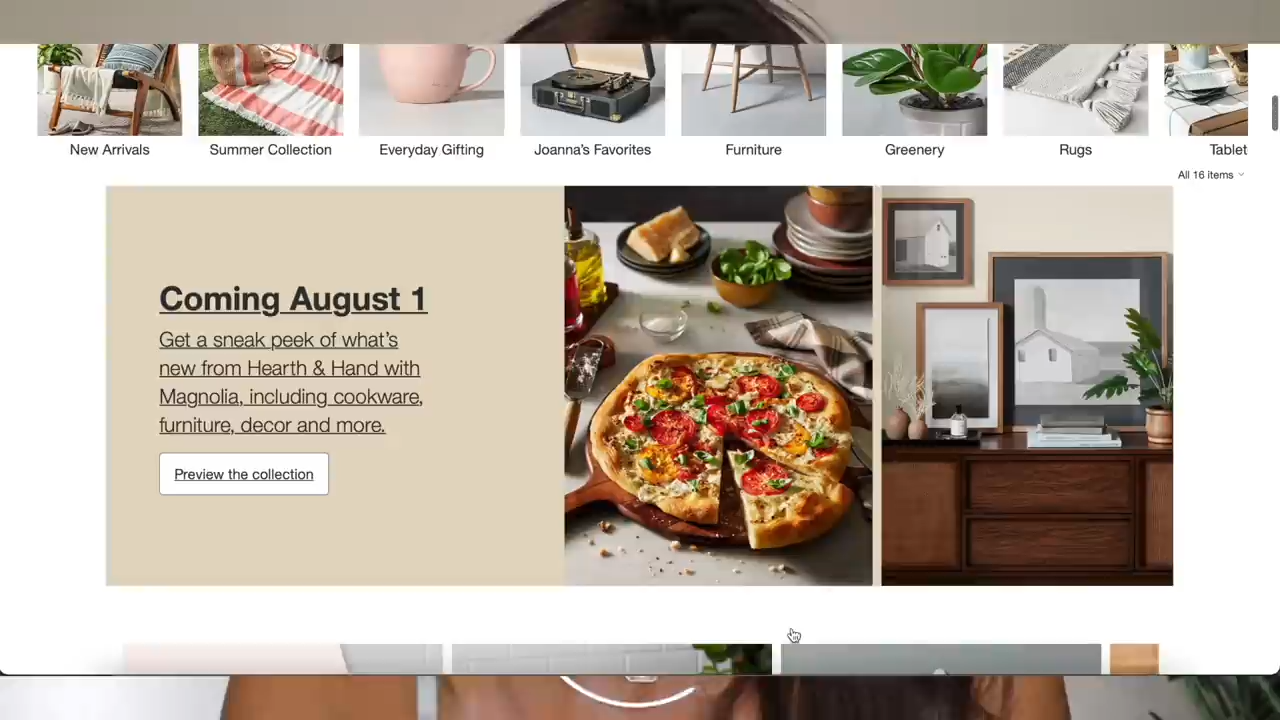 New Arrivals
Summer Collection
Everyday Gifting
Joanna’s Favorites
Furniture
Greenery
Rugs
Tablet
All 16 items
Coming August 1
Get a sneak peek of what’s
new from Hearth & Hand with
Magnolia, including cookware,
furniture, decor and more.
Preview the collection